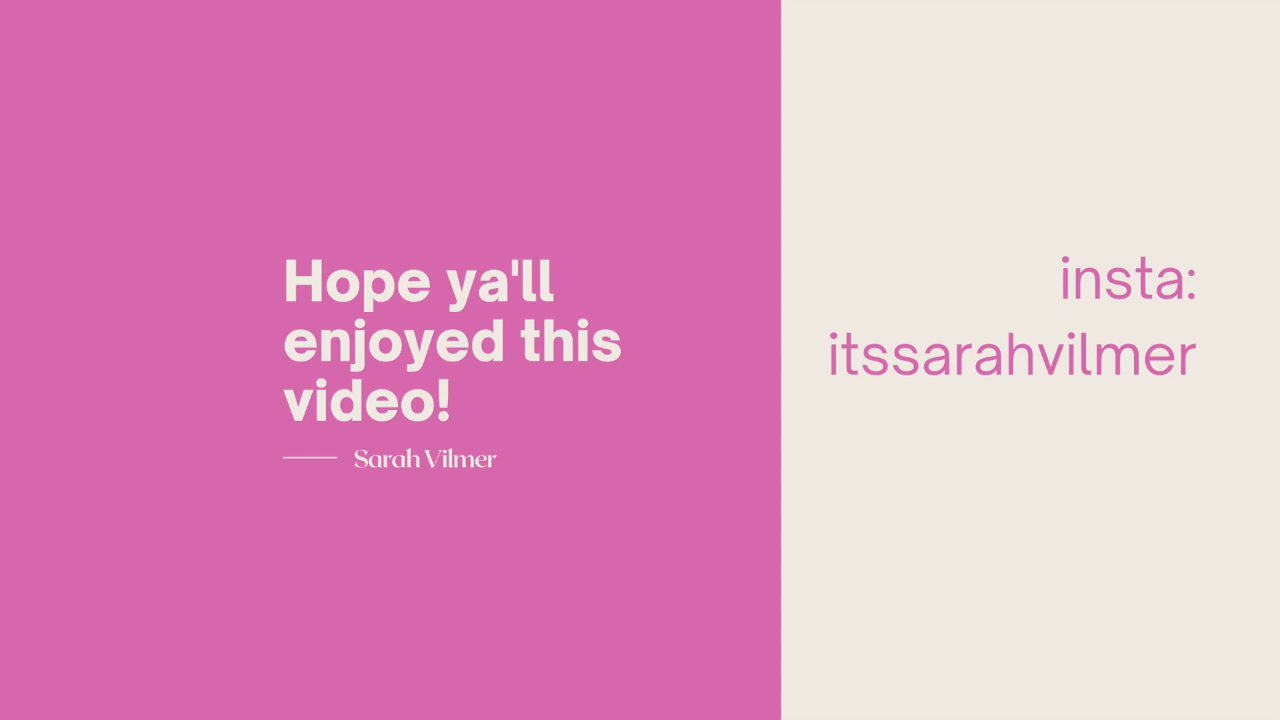 Hope ya'll
enjoyed this
video!
Sarah Vilmer
insta:
itssarahvilmer